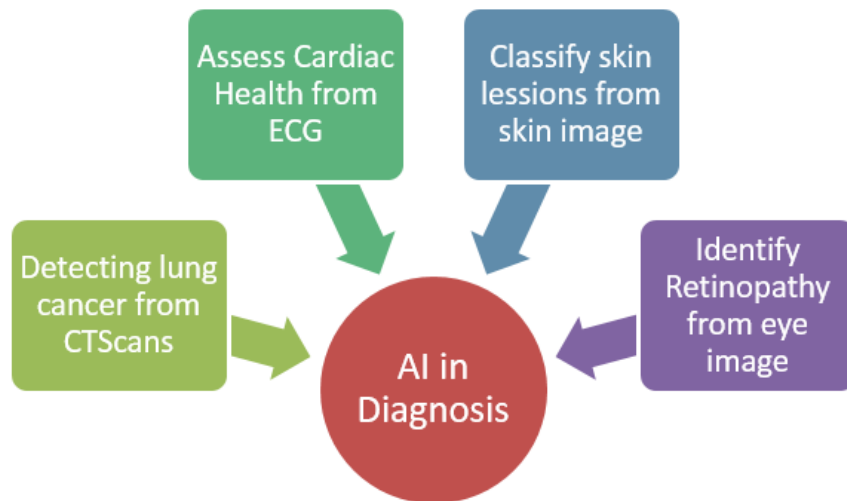 Assess Cardiac
Health from
ECG
Classify skin
lessions from
skin image
Detecting lung
cancer from
CTScans
Identify
Retinopathy
from eye
image
AI in
Diagnosis